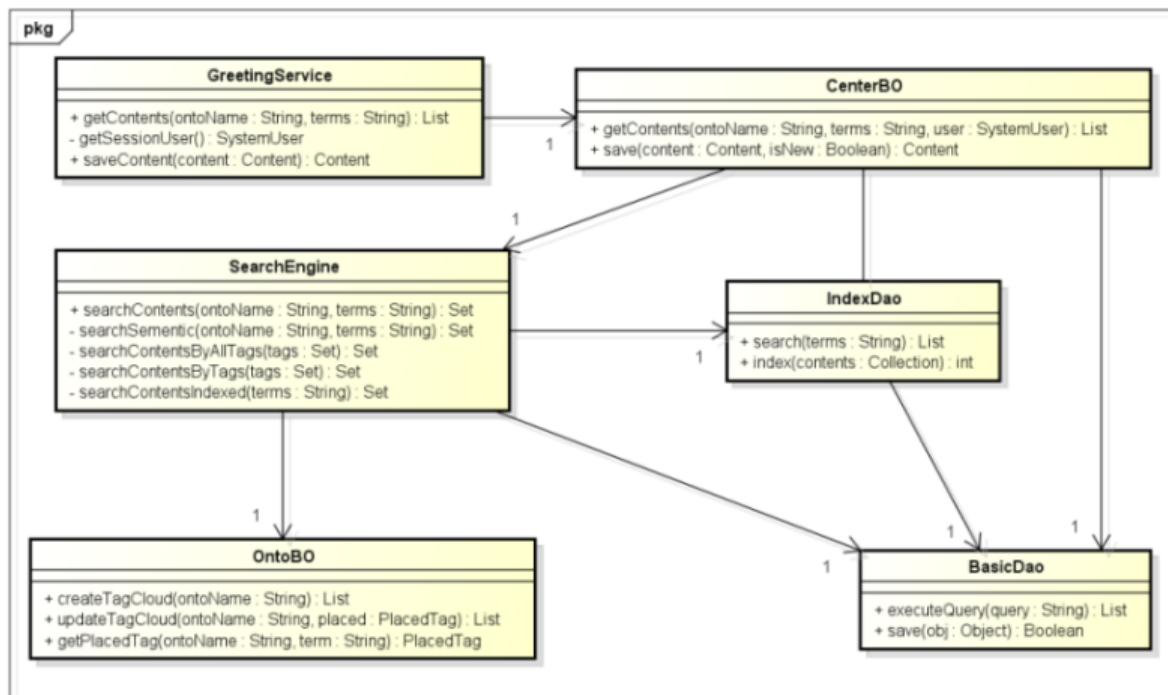 pkg
GreetingService
+ getContents(ontoName : String, terms : String) : List
- getSessionUser() : SystemUser
+ saveContent(content : Content) : Content
1
CenterBO
+ getContents(ontoName : String, terms : String, user : SystemUser) : List
+ save(content : Content, isNew : Boolean) : Content
1
SearchEngine
+ searchContents(ontoName : String, terms : String) : Set
- searchSementic(ontoName : String, terms : String) : Set
- searchContentsByAllTags(tags : Set) : Set
- searchContentsByTags(tags : Set) : Set
- searchContentsIndexed(terms : String) : Set
1
IndexDao
+ search(terms : String) : List
+ index(contents : Collection) : int
1
OntoBO
+ createTagCloud(ontoName : String) : List
+ updateTagCloud(ontoName : String, placed : PlacedTag) : List
+ getPlacedTag(ontoName : String, term : String) : PlacedTag
1
1
1
BasicDao
+ executeQuery(query : String) : List
+ save(obj : Object) : Boolean